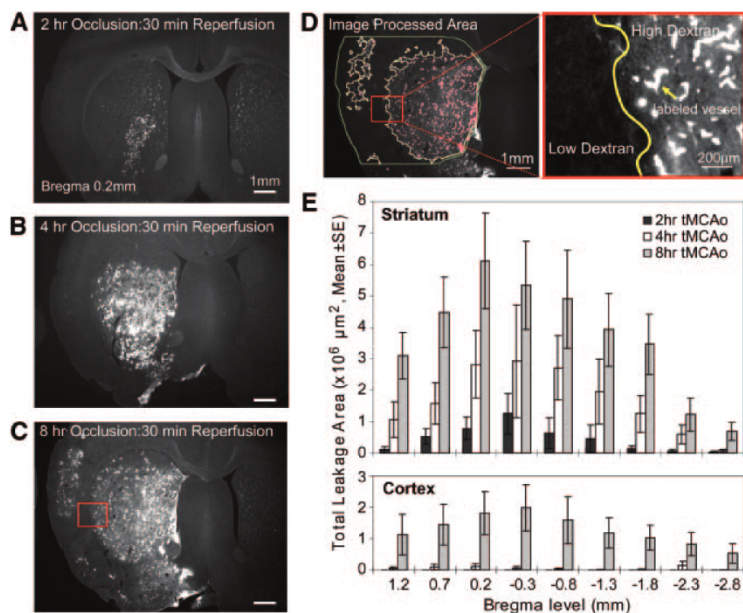 A
2 hr Occlusion:30 min Reperfusion
Bregma 0.2mm
1mm
B
4 hr Occlusion:30 min Reperfusion
C
8 hr Occlusion:30 min Reperfusion
D
Image Processed Area
1mm
High Dextran
labeled vessel
Low Dextran
200µm
E
Striatum
2hr tMCAo
4hr tMCAo
8hr tMCAo
Total Leakage Area (x10⁶ µm², Mean ±SE)
8
7
6
5
4
3
2
1
0
Cortex
3
2
1
0
1.2 0.7 0.2 -0.3 -0.8 -1.3 -1.8 -2.3 -2.8
Bregma level (mm)